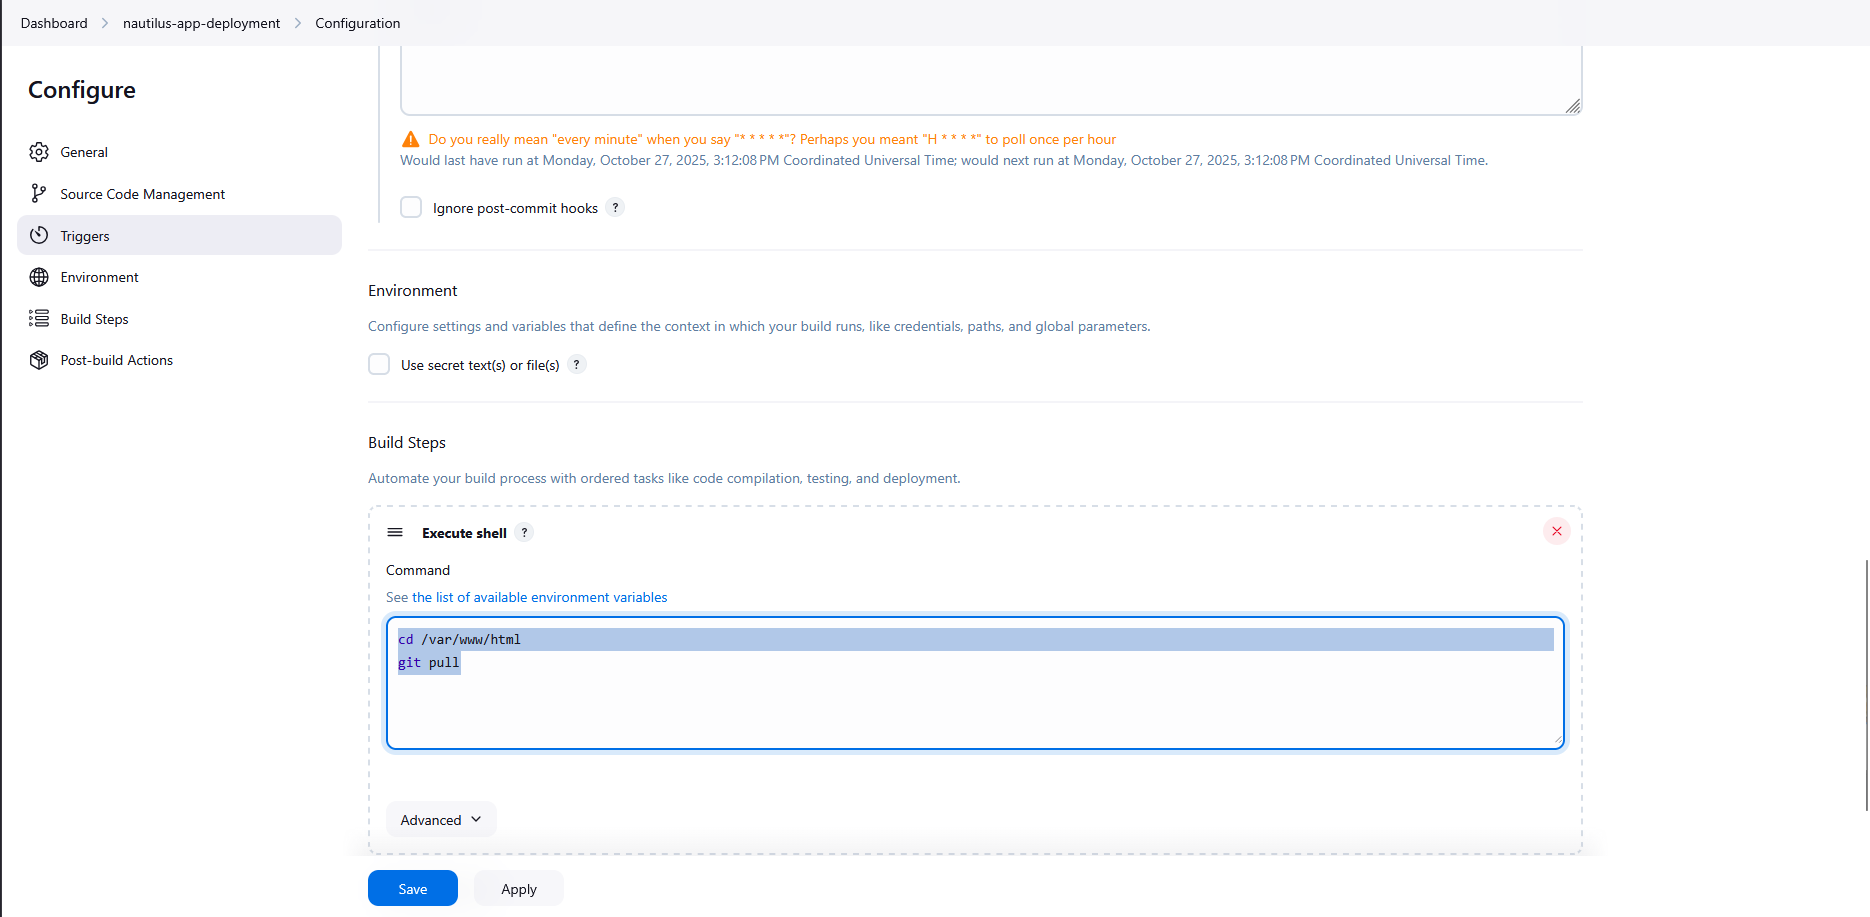 Dashboard > nautilus-app-deployment > Configuration
Configure
General
Source Code Management
Triggers
Environment
Build Steps
Post-build Actions
Do you really mean "every minute" when you say "* * * * *"? Perhaps you meant "H * * * *" to poll once per hour
Would last have run at Monday, October 27, 2025, 3:12:08 PM Coordinated Universal Time; would next run at Monday, October 27, 2025, 3:12:08 PM Coordinated Universal Time.
Ignore post-commit hooks ?
Environment
Configure settings and variables that define the context in which your build runs, like credentials, paths, and global parameters.
Use secret text(s) or file(s) ?
Build Steps
Automate your build process with ordered tasks like code compilation, testing, and deployment.
Execute shell ?
Command
See the list of available environment variables
cd /var/www/html
git pull
Advanced
Save Apply